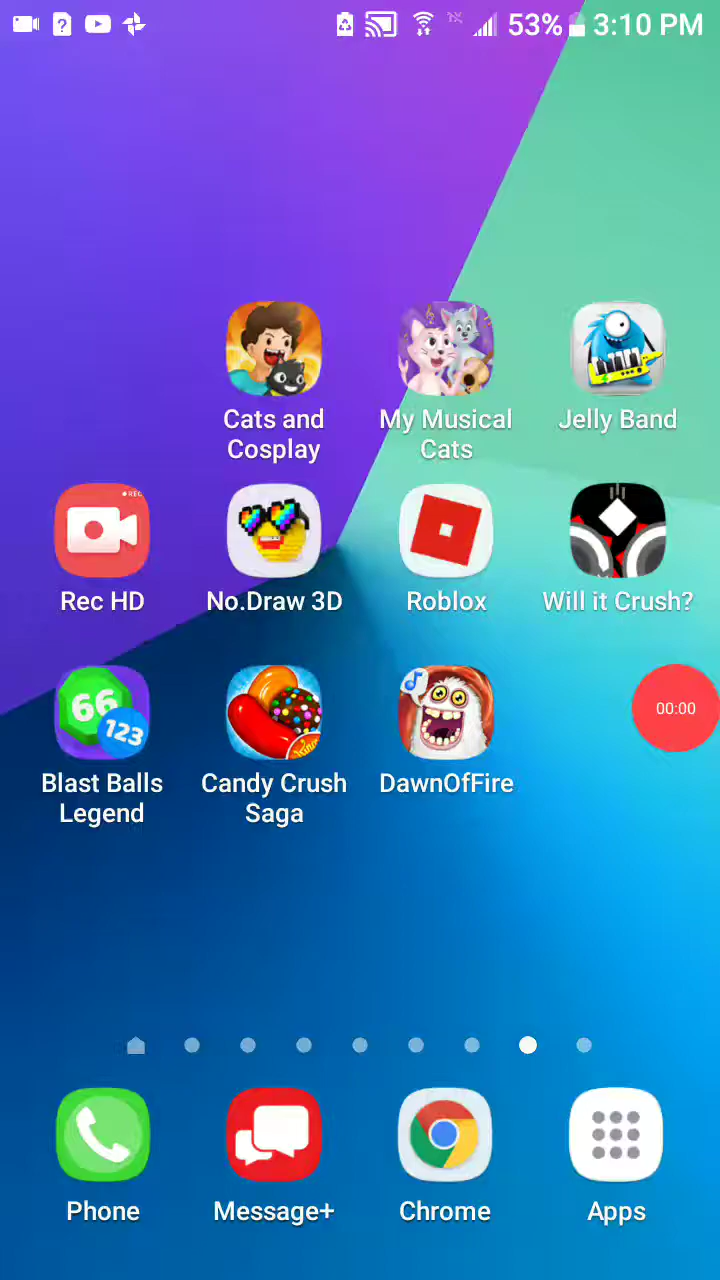 53% 3:10 PM
Cats and
Cosplay
My Musical
Cats
Jelly Band
REC
Rec HD
No.Draw 3D
Roblox
Will it Crush?
66
123
Blast Balls
Legend
Candy Crush
Saga
DawnOfFire
00:00
Phone
Message+
Chrome
Apps